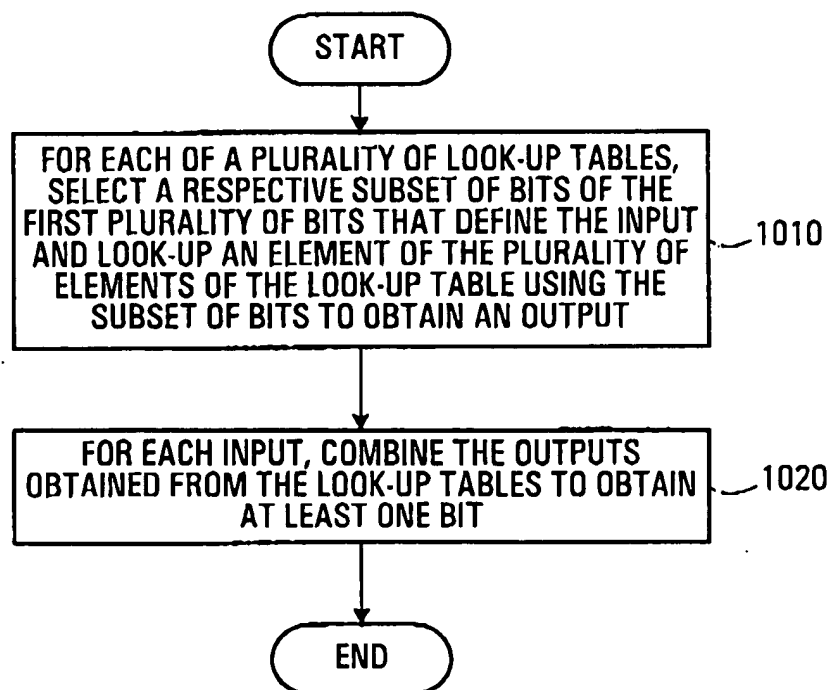 START
FOR EACH OF A PLURALITY OF LOOK-UP TABLES,
SELECT A RESPECTIVE SUBSET OF BITS OF THE
FIRST PLURALITY OF BITS THAT DEFINE THE INPUT
AND LOOK-UP AN ELEMENT OF THE PLURALITY OF
ELEMENTS OF THE LOOK-UP TABLE USING THE
SUBSET OF BITS TO OBTAIN AN OUTPUT
1010
FOR EACH INPUT, COMBINE THE OUTPUTS
OBTAINED FROM THE LOOK-UP TABLES TO OBTAIN
AT LEAST ONE BIT
1020
END